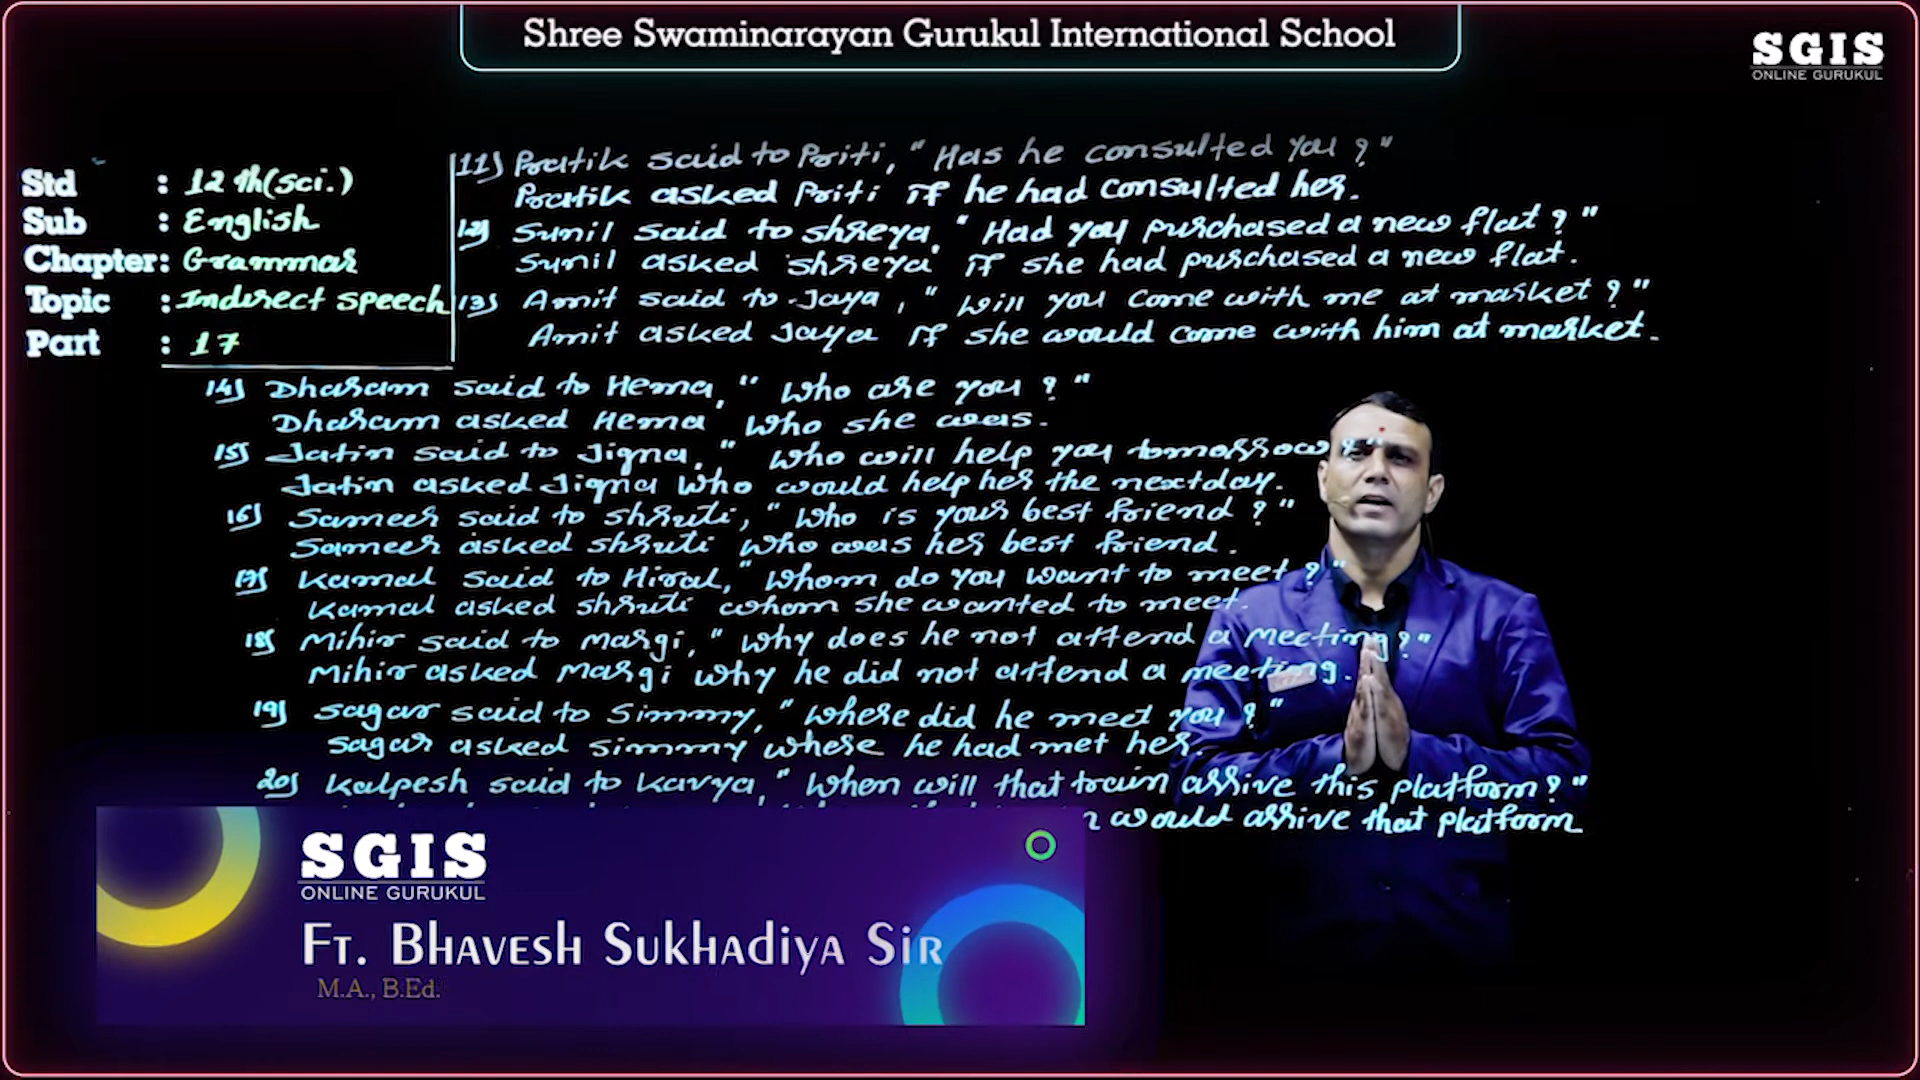 Shree Swaminarayan Gurukul International School
SGIS
ONLINE GURUKUL
Std : 12th(sci.)
Sub : English
Chapter: Grammar
Topic : Indirect speech
Part : 17
11) Pratik said to Priti, "Has he consulted you ?"
Pratik asked Priti if he had consulted her.
12) Sunil said to shreya, "Had you purchased a new flat ?"
Sunil asked shreya if she had purchased a new flat.
13) Amit said to Jaya, "Will you come with me at market ?"
Amit asked Jaya if she would come with him at market.
14) Dharam said to Hema, "Who are you ?"
Dharam asked Hema who she was.
15) Jatin said to Jigna, "Who will help you tomorrow ?"
Jatin asked Jigna who would help her the nextday.
16) Sameer said to shruti, "Who is your best friend ?"
Sameer asked shruti who was her best friend.
17) Kamal said to Hiral, "Whom do you want to meet ?"
Kamal asked shruti whom she wanted to meet.
18) Mihir said to Margi, "Why does he not attend a meeting ?"
Mihir asked Margi why he did not attend a meeting.
19) Sagar said to Simmy, "Where did he meet you ?"
Sagar asked simmy where he had met her.
20) Kalpesh said to Kavya, "When will that train arrive this platform ?"
would arrive that platform
SGIS
ONLINE GURUKUL
Ft. Bhavesh Sukhadiya Sir
M.A., B.Ed.